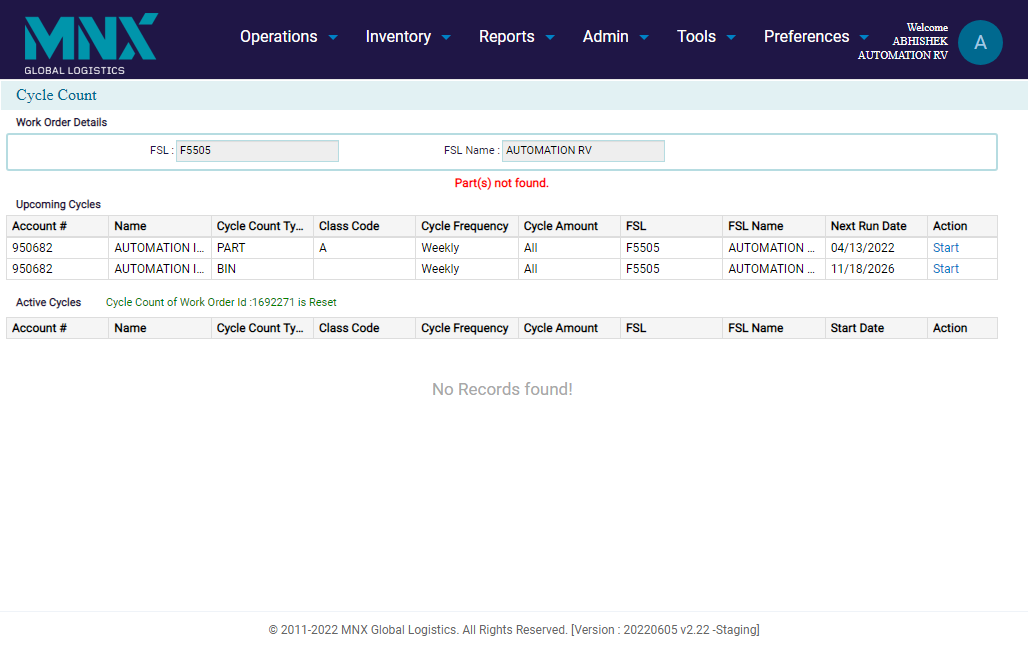 MNX
GLOBAL LOGISTICS
Operations Inventory Reports Admin Tools Preferences
Welcome
ABHISHEK
AUTOMATION RV
A
Cycle Count
Work Order Details
FSL : F5505 FSL Name : AUTOMATION RV
Part(s) not found.
Upcoming Cycles
Account # Name Cycle Count Ty... Class Code Cycle Frequency Cycle Amount FSL FSL Name Next Run Date Action
950682 AUTOMATION I... PART A Weekly All F5505 AUTOMATION ... 04/13/2022 Start
950682 AUTOMATION I... BIN Weekly All F5505 AUTOMATION ... 11/18/2026 Start
Active Cycles Cycle Count of Work Order Id :1692271 is Reset
Account # Name Cycle Count Ty... Class Code Cycle Frequency Cycle Amount FSL FSL Name Start Date Action
No Records found!
© 2011-2022 MNX Global Logistics. All Rights Reserved. [Version : 20220605 v2.22 -Staging]